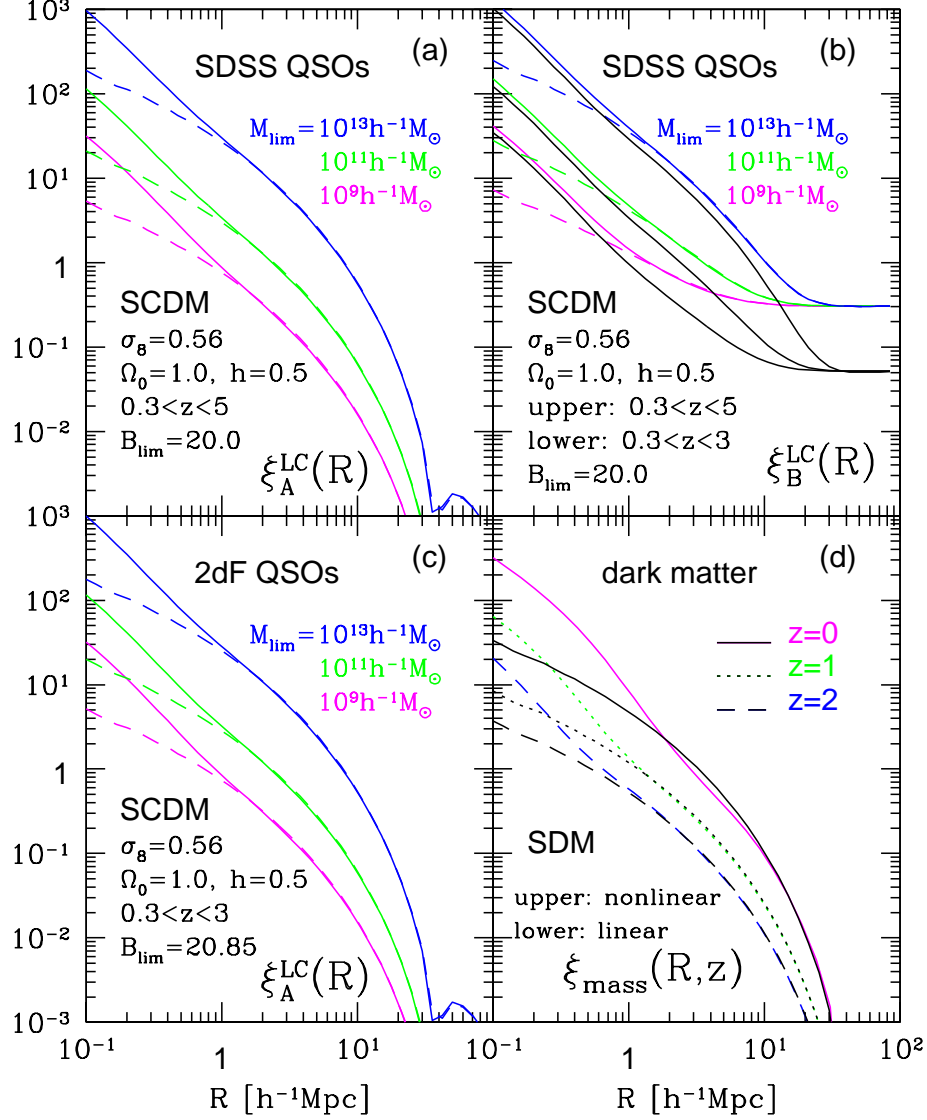 10³
10²
10¹
1
10⁻¹
10⁻²
(a)
SDSS QSOs
M_lim=10¹³h⁻¹M_⊙
10¹¹h⁻¹M_⊙
10⁹h⁻¹M_⊙
SCDM
σ₈=0.56
Ω₀=1.0, h=0.5
0.3<z<5
B_lim=20.0
ξ_A^LC(R)
(b)
SDSS QSOs
M_lim=10¹³h⁻¹M_⊙
10¹¹h⁻¹M_⊙
10⁹h⁻¹M_⊙
SCDM
σ₈=0.56
Ω₀=1.0, h=0.5
upper: 0.3<z<5
lower: 0.3<z<3
B_lim=20.0
ξ_B^LC(R)
10³
10²
10¹
1
10⁻¹
10⁻²
10⁻³
(c)
2dF QSOs
M_lim=10¹³h⁻¹M_⊙
10¹¹h⁻¹M_⊙
10⁹h⁻¹M_⊙
SCDM
σ₈=0.56
Ω₀=1.0, h=0.5
0.3<z<3
B_lim=20.85
ξ_A^LC(R)
(d)
dark matter
z=0
z=1
z=2
SDM
upper: nonlinear
lower: linear
ξ_mass(R,z)
10⁻¹ 1 10¹ 10⁻¹ 1 10¹ 10²
R [h⁻¹Mpc] R [h⁻¹Mpc]